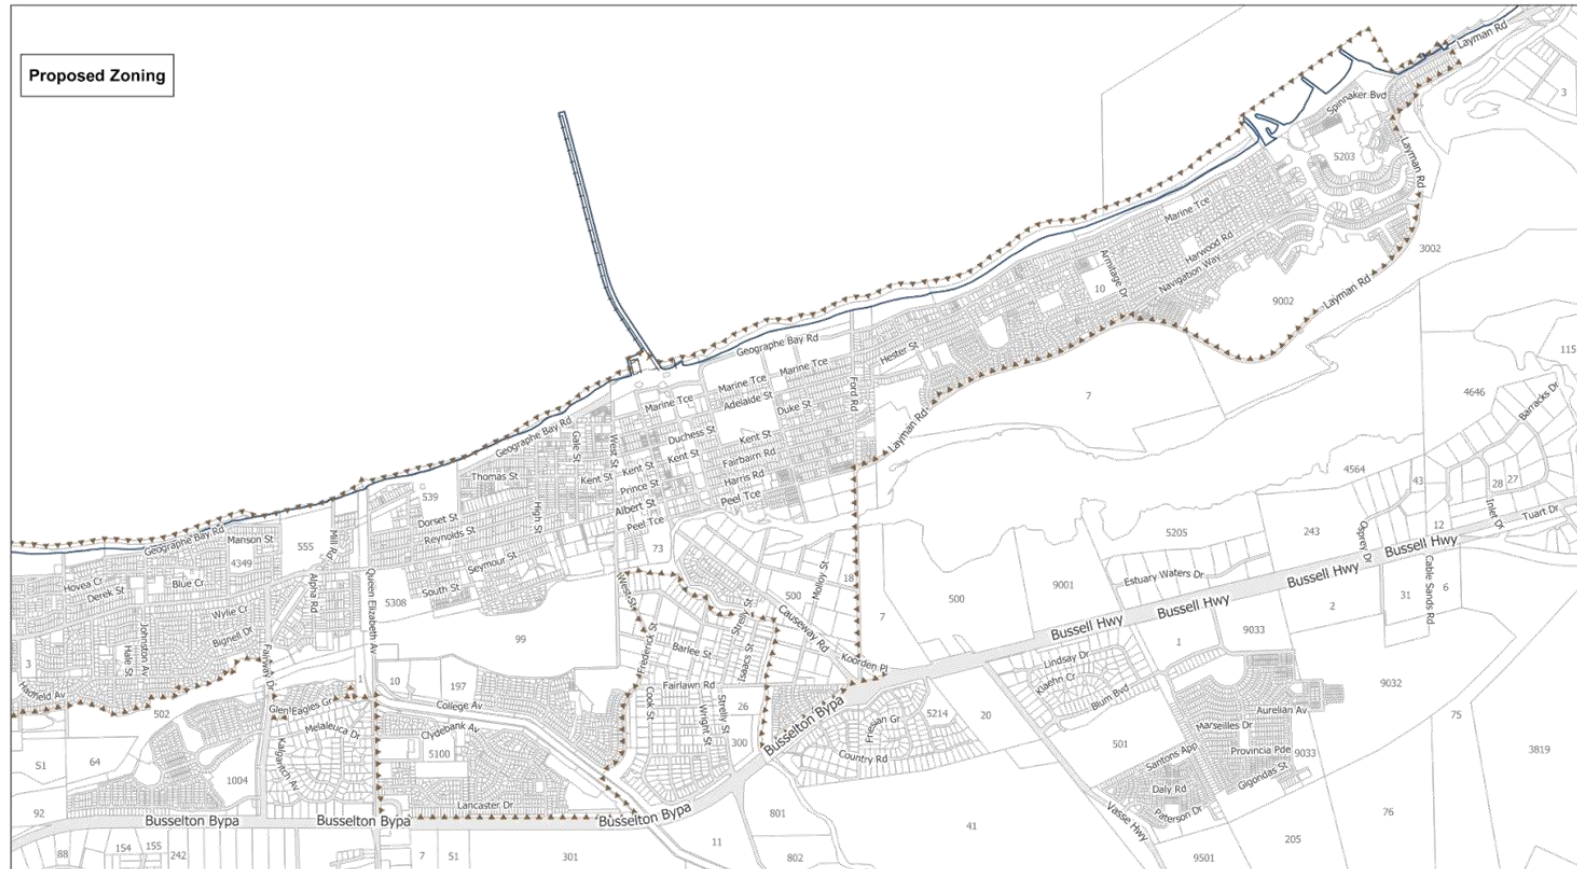 Proposed Zoning
Layman Rd
Spinnaker Bvd
3
5203
Layman Rd
Marine Tce
Harwood Rd
Navigation Way
Armitage Dr
10
3002
9002
Layman Rd
Geographe Bay Rd
Hester St
Marine Tce
Marine Tce
Marine Tce
Adelaide St
Ford Rd
Duke St
7
115
4646
Barracks Dr
Layman Rd
Geographe Bay Rd
Gale St
West St
Duchess St
Kent St
Kent St
Fairbairn Rd
Kent St
Thomas St
Kent St
Harris Rd
Prince St
Peel Tce
Albert St
Peel Tce
539
Dorset St
High St
Reynolds St
Seymour St
South St
4564
43
28
27
Inlet Dr
Tuart Dr
12
Osprey Dr
243
5205
Bussell Hwy
Geographe Bay Rd
Manson St
555
Mill Rd
4349
Hovea Cr
Derek St
Blue Cr
Alpha Rd
Queen Elizabeth Av
5308
73
Wylie Cr
Bignell Dr
Johnston Av
Hale St
Fairway Dr
99
West St
Strelly St
500
Molloy St
18
Causeway Rd
7
500
9001
Estuary Waters Dr
Bussell Hwy
Cable Sands Rd
31
6
2
Bussell Hwy
Bussell Hwy
1
9033
3
Hadfield Av
502
1
10
197
College Av
Glen Eagles Gr
Melaleuca Dr
Kalgaritch Av
Clydebank Av
5100
Lancaster Dr
Frederick St
Barlee St
Isaacs St
Fairlawn Rd
Cook St
Strelly St
Wright St
26
300
Koorden Pl
Busselton Bypa
Friesian Gr
5214
Country Rd
20
Lindsay Dr
Klaehn Cr
Blum Bvd
501
9032
Aurelian Av
Marseilles Dr
Provincia Pde
9033
Santons App
Gigondas St
Daly Rd
Paterson Dr
75
3819
76
51
64
1004
92
Busselton Bypa
Busselton Bypa
Busselton Bypa
801
41
Vasse Hwy
205
88
154
155
242
7
51
301
11
802
9501